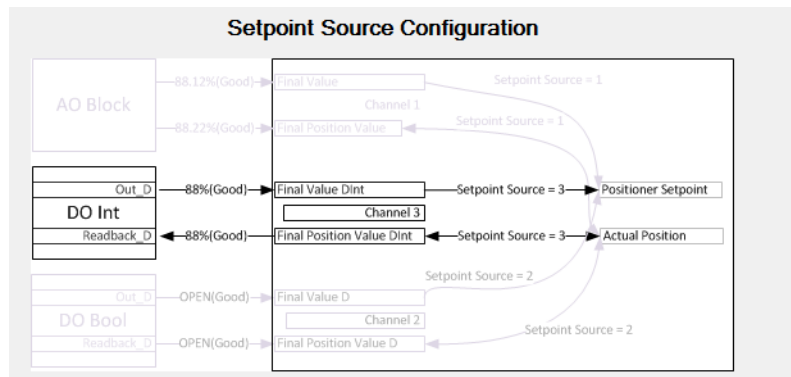 Setpoint Source Configuration
AO Block
88.12%(Good)
Final Value
Setpoint Source = 1
Channel 1
88.22%(Good)
Final Position Value
Setpoint Source = 1
Out_D
88%(Good)
Final Value DInt
Setpoint Source = 3
Positioner Setpoint
DO Int
Channel 3
Readback_D
88%(Good)
Final Position Value DInt
Setpoint Source = 3
Actual Position
Setpoint Source = 2
Out_D
OPEN(Good)
Final Value D
DO Bool
Channel 2
Setpoint Source = 2
Readback_D
OPEN(Good)
Final Position Value D